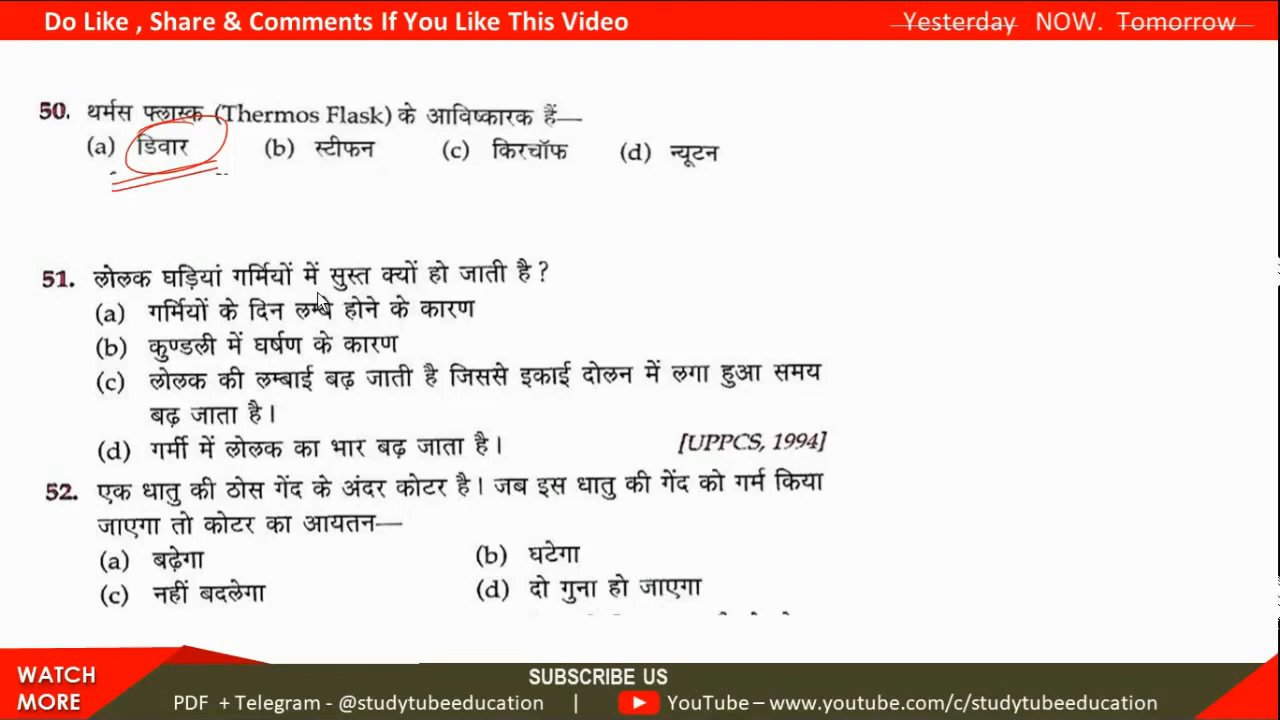 Do Like , Share & Comments If You Like This Video
Yesterday NOW. Tomorrow
50. थर्मस फ्लास्क (Thermos Flask) के आविष्कारक हैं—
(a) डिवार (b) स्टीफन (c) किरचॉफ (d) न्यूटन
51. लोलक घड़ियां गर्मियों में सुस्त क्यों हो जाती है ?
(a) गर्मियों के दिन लम्बे होने के कारण
(b) कुण्डली में घर्षण के कारण
(c) लोलक की लम्बाई बढ़ जाती है जिससे इकाई दोलन में लगा हुआ समय
बढ़ जाता है।
(d) गर्मी में लोलक का भार बढ़ जाता है। [UPPCS, 1994]
52. एक धातु की ठोस गेंद के अंदर कोटर है। जब इस धातु की गेंद को गर्म किया
जाएगा तो कोटर का आयतन—
(a) बढ़ेगा (b) घटेगा
(c) नहीं बदलेगा (d) दो गुना हो जाएगा
WATCH
MORE
SUBSCRIBE US
PDF + Telegram - @studytubeeducation | YouTube – www.youtube.com/c/studytubeeducation